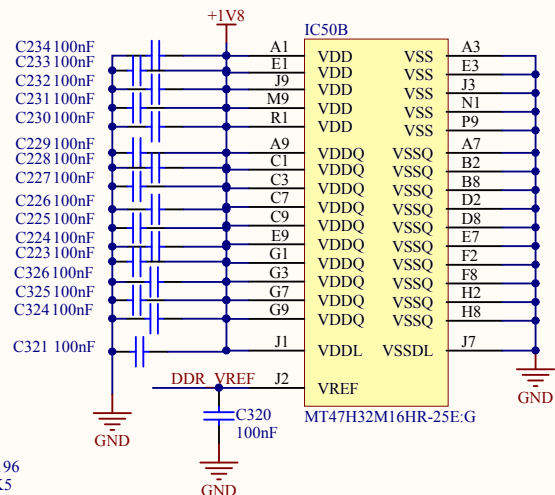 +1V8
IC50B
C234 100nF A1 VDD VSS A3
C233 100nF E1 VDD VSS E3
C232 100nF J9 VDD VSS J3
C231 100nF M9 VDD VSS N1
C230 100nF R1 VDD VSS P9
C229 100nF A9 VDDQ VSSQ A7
C228 100nF C1 VDDQ VSSQ B2
C227 100nF C3 VDDQ VSSQ B8
C226 100nF C7 VDDQ VSSQ D2
C225 100nF C9 VDDQ VSSQ D8
C224 100nF E9 VDDQ VSSQ E7
C223 100nF G1 VDDQ VSSQ F2
C326 100nF G3 VDDQ VSSQ F8
C325 100nF G7 VDDQ VSSQ H2
C324 100nF G9 VDDQ VSSQ H8
C321 100nF J1 VDDL VSSDL J7
DDR_VREF J2 VREF
GND
C320
100nF
MT47H32M16HR-25E:G
GND
GND